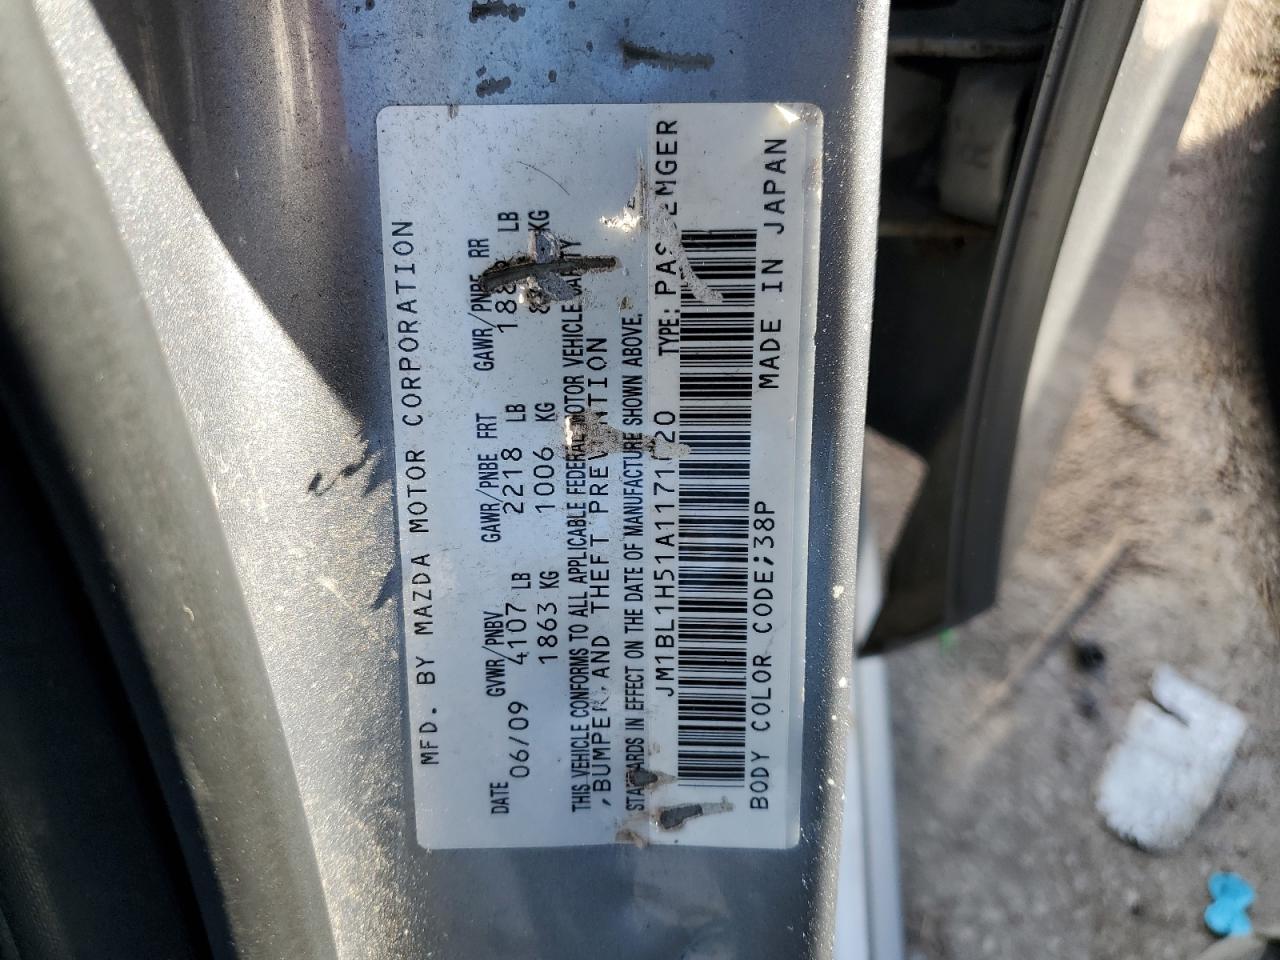 MFD. BY MAZDA MOTOR CORPORATION
DATE GVWR/PNBV GAWR/PNBE FRT GAWR/PNBE RR
06/09 4107 LB 2218 LB LB
1863 KG 1006 KG KG
THIS VEHICLE CONFORMS TO ALL APPLICABLE FEDERAL MOTOR VEHICLE
, BUMPER, AND THEFT PREVENTION
IN EFFECT ON THE DATE OF MANUFACTURE SHOWN ABOVE.
TYPE:
BODY COLOR CODE;38P MADE IN JAPAN